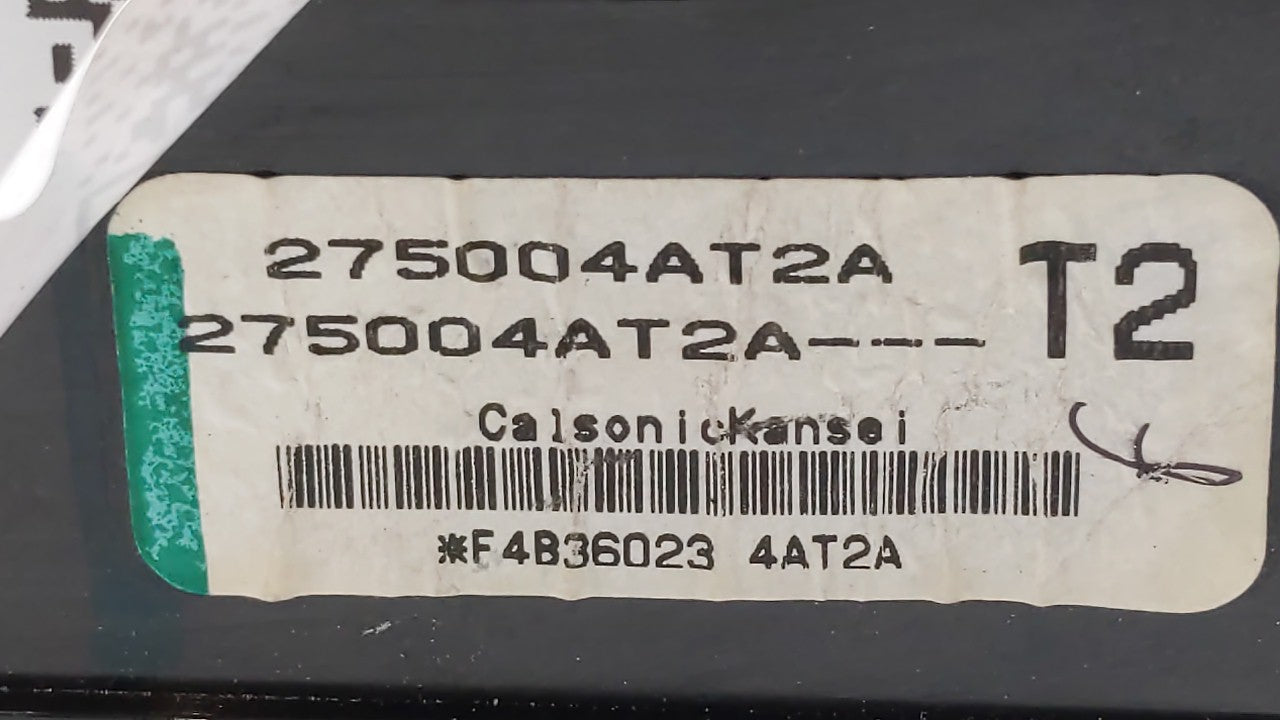 275004AT2A
T2
275004AT2A---
CalsonicKansei
*F4B36023 4AT2A